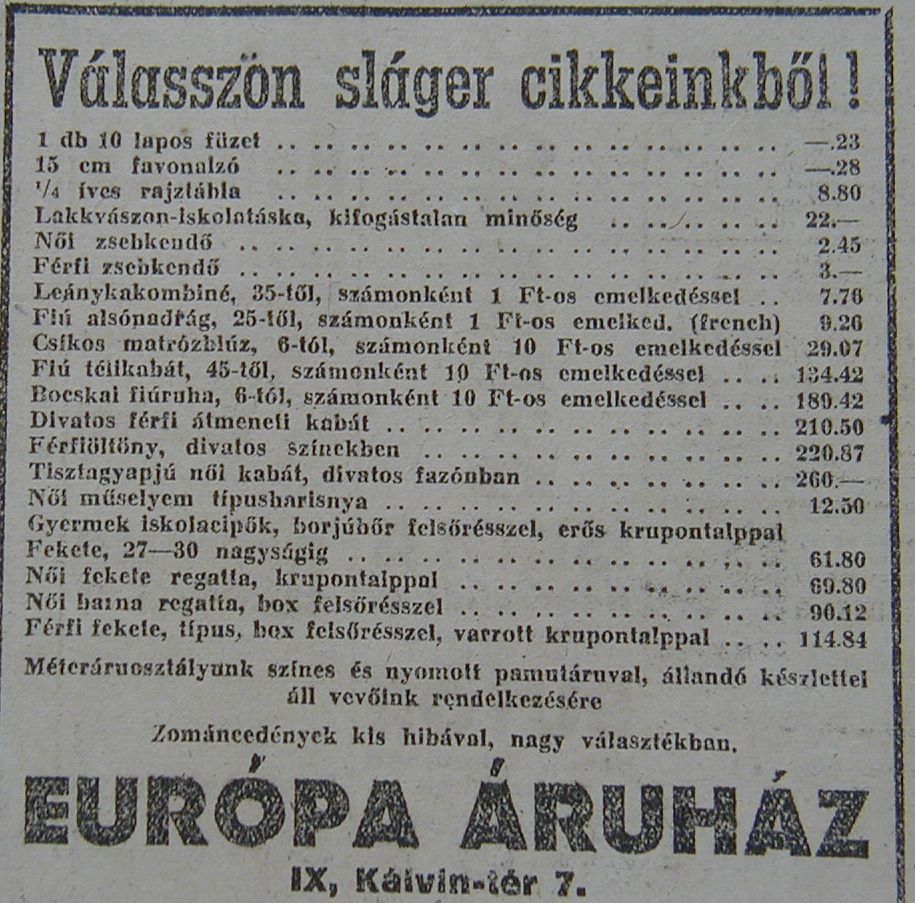 Válasszön sláger cikkeinkből!
1 db 10 lapos füzet .. .. .. .. .. .. .. .. .. .. .. .. .. .. .. —.23
15 cm favonalzó .. .. .. .. .. .. .. .. .. .. .. .. .. .. —.28
¼ íves rajztábla .. .. .. .. .. .. .. .. .. .. .. .. .. .. 8.80
Lakkvászon-iskolatáska, kifogástalan minőség .. .. .. .. .. 22.—
Női zsebkendő .. .. .. .. .. .. .. .. .. .. .. .. .. .. .. 2.45
Férfi zsebkendő .. .. .. .. .. .. .. .. .. .. .. .. .. .. .. 3.—
Leánykakombiné, 35-től, számonként 1 Ft-os emelkedéssel .. 7.76
Fiú alsónadrág, 25-től, számonként 1 Ft-os emelked. (french) 9.26
Csíkos matrózblúz, 6-tól, számonként 10 Ft-os emelkedéssel 29.07
Fiú télikabát, 45-től, számonként 10 Ft-os emelkedéssel .. .. 134.42
Bocskai fiúruha, 6-tól, számonként 10 Ft-os emelkedéssel .. .. 189.42
Divatos férfi átmeneti kabát .. .. .. .. .. .. .. .. .. .. .. 210.50
Férfiöltöny, divatos színekben .. .. .. .. .. .. .. .. .. .. 220.87
Tisztagyapjú női kabát, divatos fazónban .. .. .. .. .. .. .. 260.—
Női műselyem típusharisnya .. .. .. .. .. .. .. .. .. .. .. 12.50
Gyermek iskolacipők, borjúbőr felsőrésszel, erős krupontalppal
Fekete, 27—30 nagyságig .. .. .. .. .. .. .. .. .. .. .. .. 61.80
Női fekete regatta, krupontalppal .. .. .. .. .. .. .. .. .. 69.80
Női barna regatta, box felsőrésszel .. .. .. .. .. .. .. .. .. 90.12
Férfi fekete, típus, box felsőrésszel, varrott krupontalppal .. .. 114.84
Méteráruosztályunk színes és nyomott pamutáruval, állandó készlettel
áll vevőink rendelkezésére
Zománcedények kis hibával, nagy választékban.
EURÓPA ÁRUHÁZ
IX, Kálvin-tér 7.